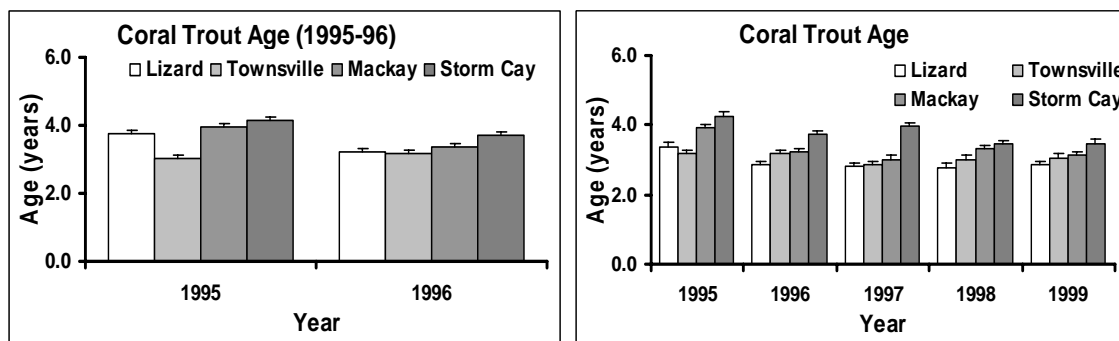 Coral Trout Age (1995-96)
6.0
Lizard Townsville Mackay Storm Cay
4.0
2.0
0.0
Age (years)
1995 1996
Year
Coral Trout Age
6.0
Lizard Townsville
Mackay Storm Cay
4.0
2.0
0.0
Age (years)
1995 1996 1997 1998 1999
Year